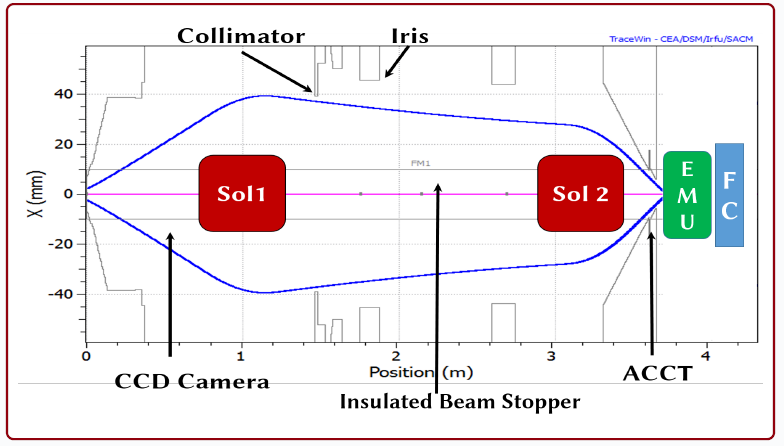 Collimator
Iris
TraceWin - CEA/DSM/Irfu/SACM
40
20
0
-20
-40
X (mm)
FM1
Sol1
Sol 2
E
M
U
F
C
0
1
2
3
4
Position (m)
CCD Camera
Insulated Beam Stopper
ACCT